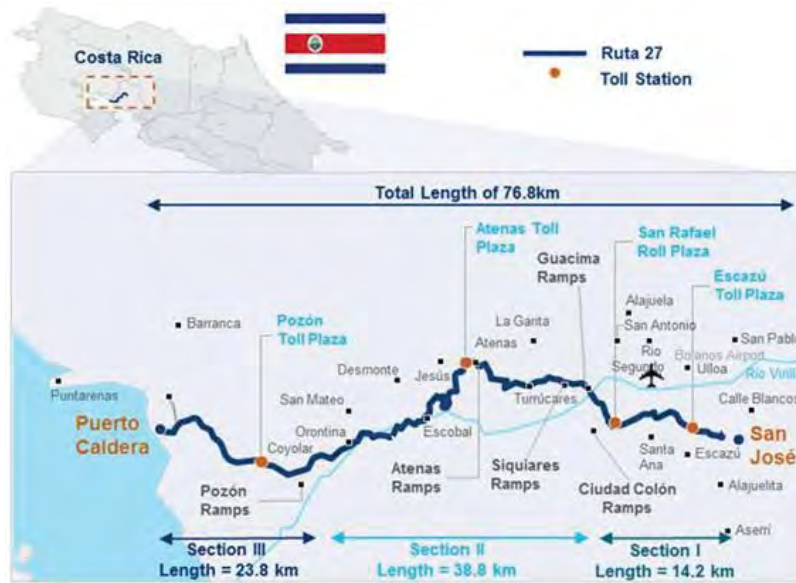 Costa Rica
Ruta 27
Toll Station
Total Length of 76.8km
Atenas Toll
Plaza
San Rafael
Roll Plaza
Guacima
Ramps
Escazú
Toll Plaza
Alajuela
Barranca
Pozón
Toll Plaza
La Garita
San Antonio
San Pablo
Atenas
Rio
Segundo
Bolanos Airport
Ulloa
Desmonte
Jesús
Puntarenas
Turrúcares
Calle Blancos
San Mateo
Puerto
Caldera
Orotina
Escobal
San
José
Coyolar
Santa
Ana
Escazú
Atenas
Ramps
Siquiares
Ramps
Pozón
Ramps
Ciudad Colón
Ramps
Alajuelita
Aserrí
Section III
Length = 23.8 km
Section II
Length = 38.8 km
Section I
Length = 14.2 km